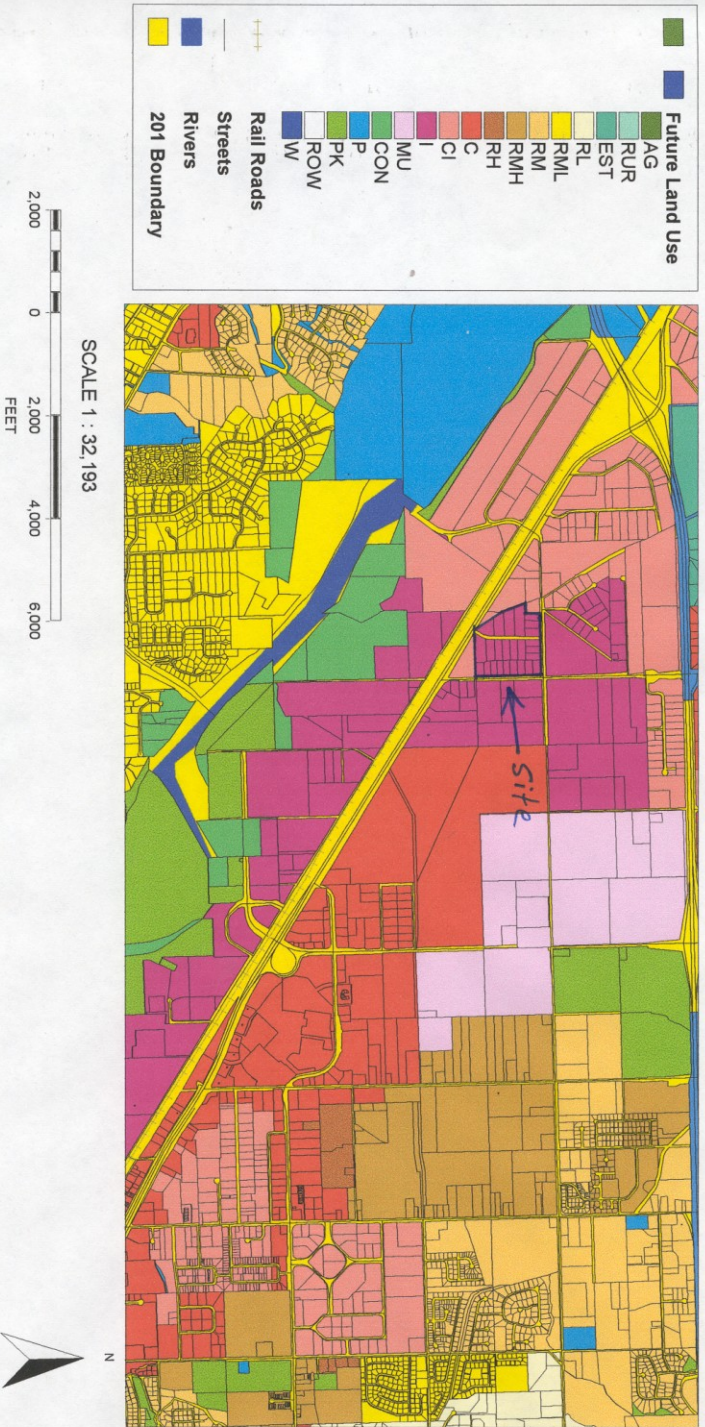 Future Land Use
AG
RUR
EST
RL
RML
RM
RMH
RH
C
CI
I
MU
CON
P
PK
ROW
W
Rail Roads
Streets
Rivers
201 Boundary
Site
SCALE 1 : 32,193
2,000 0 2,000 4,000 6,000
FEET
N